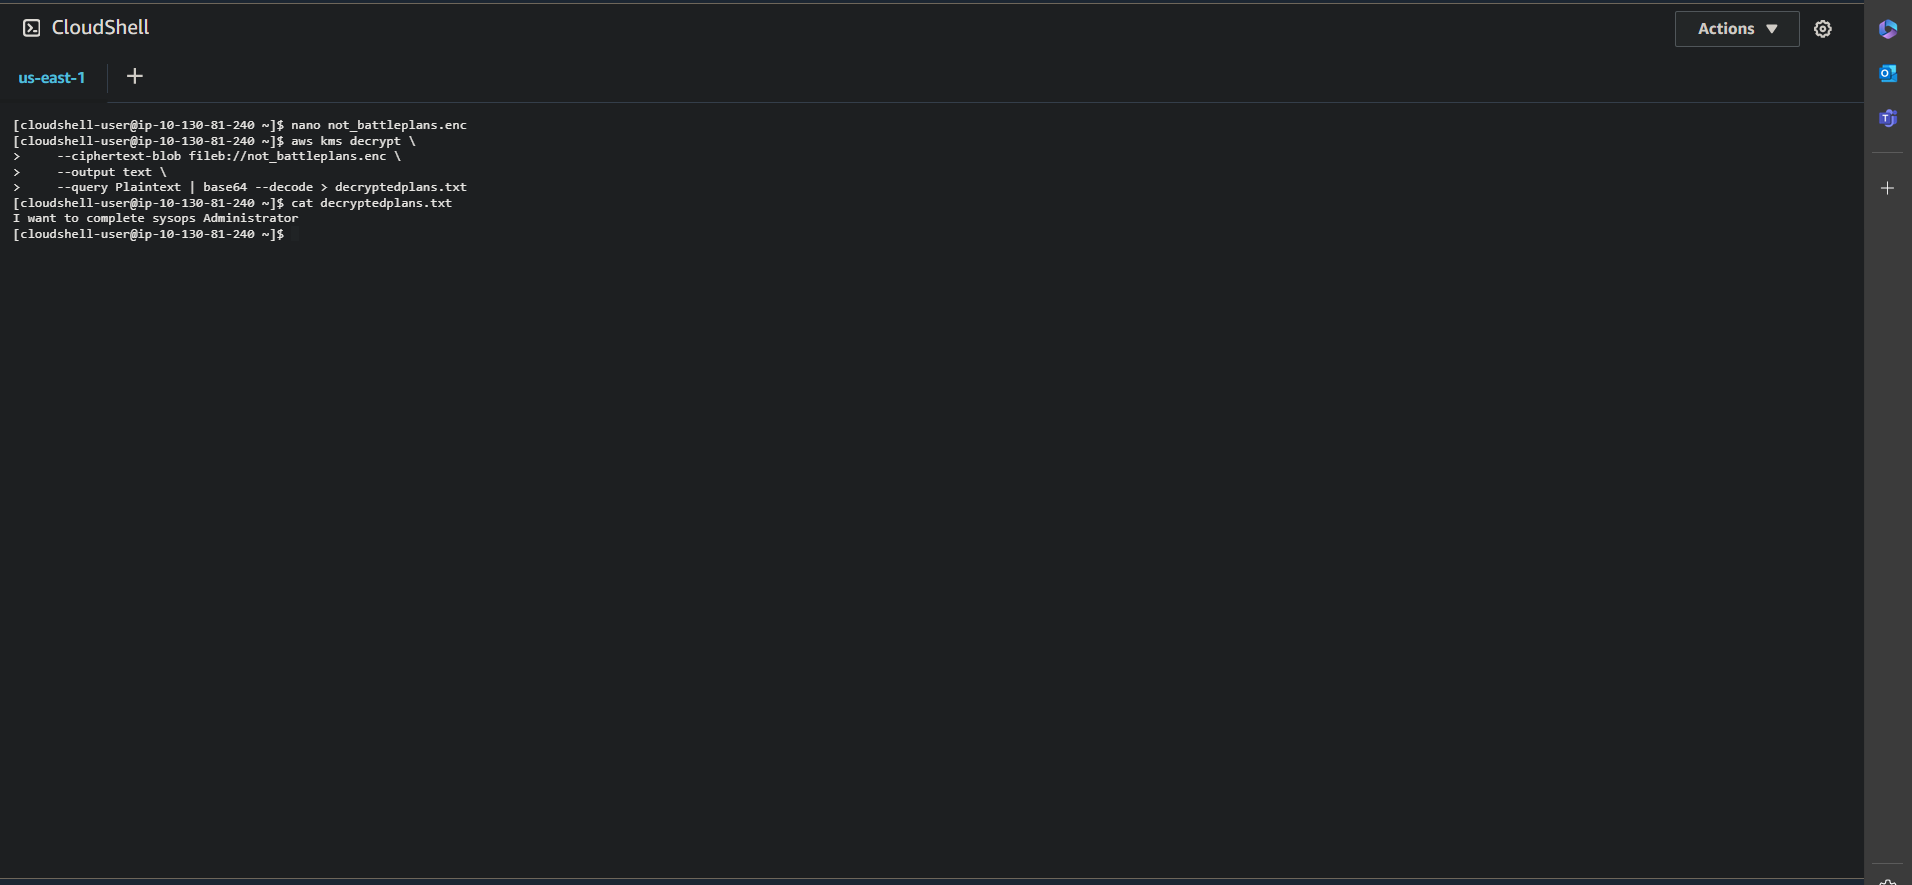 CloudShell
Actions
us-east-1
[cloudshell-user@ip-10-130-81-240 ~]$ nano not_battleplans.enc
[cloudshell-user@ip-10-130-81-240 ~]$ aws kms decrypt \
>     --ciphertext-blob fileb://not_battleplans.enc \
>     --output text \
>     --query Plaintext | base64 --decode > decryptedplans.txt
[cloudshell-user@ip-10-130-81-240 ~]$ cat decryptedplans.txt
I want to complete sysops Administrator
[cloudshell-user@ip-10-130-81-240 ~]$